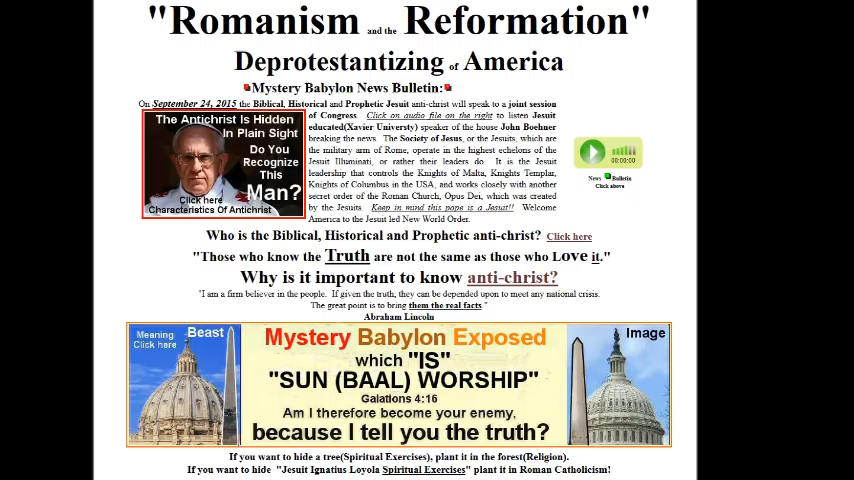 "Romanism and the Reformation"
Deprotestantizing of America
Mystery Babylon News Bulletin:
On September 24, 2015 the Biblical, Historical and Prophetic Jesuit anti-christ will speak to a joint session
of Congress. Click on audio file on the right to listen Jesuit
educated(Xavier Universty) speaker of the house John Boehner
breaking the news. The Society of Jesus, or the Jesuits, which are
the military arm of Rome, operate in the highest echelons of the
Jesuit Illuminati, or rather their leaders do. It is the Jesuit
leadership that controls the Knights of Malta, Knights Templar,
Knights of Columbus in the USA, and works closely with another
secret order of the Roman Church, Opus Dei, which was created
by the Jesuits. Keep in mind this pope is a Jesuit!! Welcome
America to the Jesuit led New World Order.
The Antichrist Is Hidden
In Plain Sight
Do You
Recognize
This
Man?
Click here
Characteristics Of Antichrist
00:00:00
News Bulletin
Click above
Who is the Biblical, Historical and Prophetic anti-christ? Click here
"Those who know the Truth are not the same as those who Love it."
Why is it important to know anti-christ?
"I am a firm believer in the people. If given the truth, they can be depended upon to meet any national crisis.
The great point is to bring them the real facts."
Abraham Lincoln
Meaning
Click here
Beast
Mystery Babylon Exposed
which "IS"
"SUN (BAAL) WORSHIP"
Galations 4:16
Am I therefore become your enemy,
because I tell you the truth?
Image
If you want to hide a tree(Spiritual Exercises), plant it in the forest(Religion).
If you want to hide "Jesuit Ignatius Loyola Spiritual Exercises" plant it in Roman Catholicism!